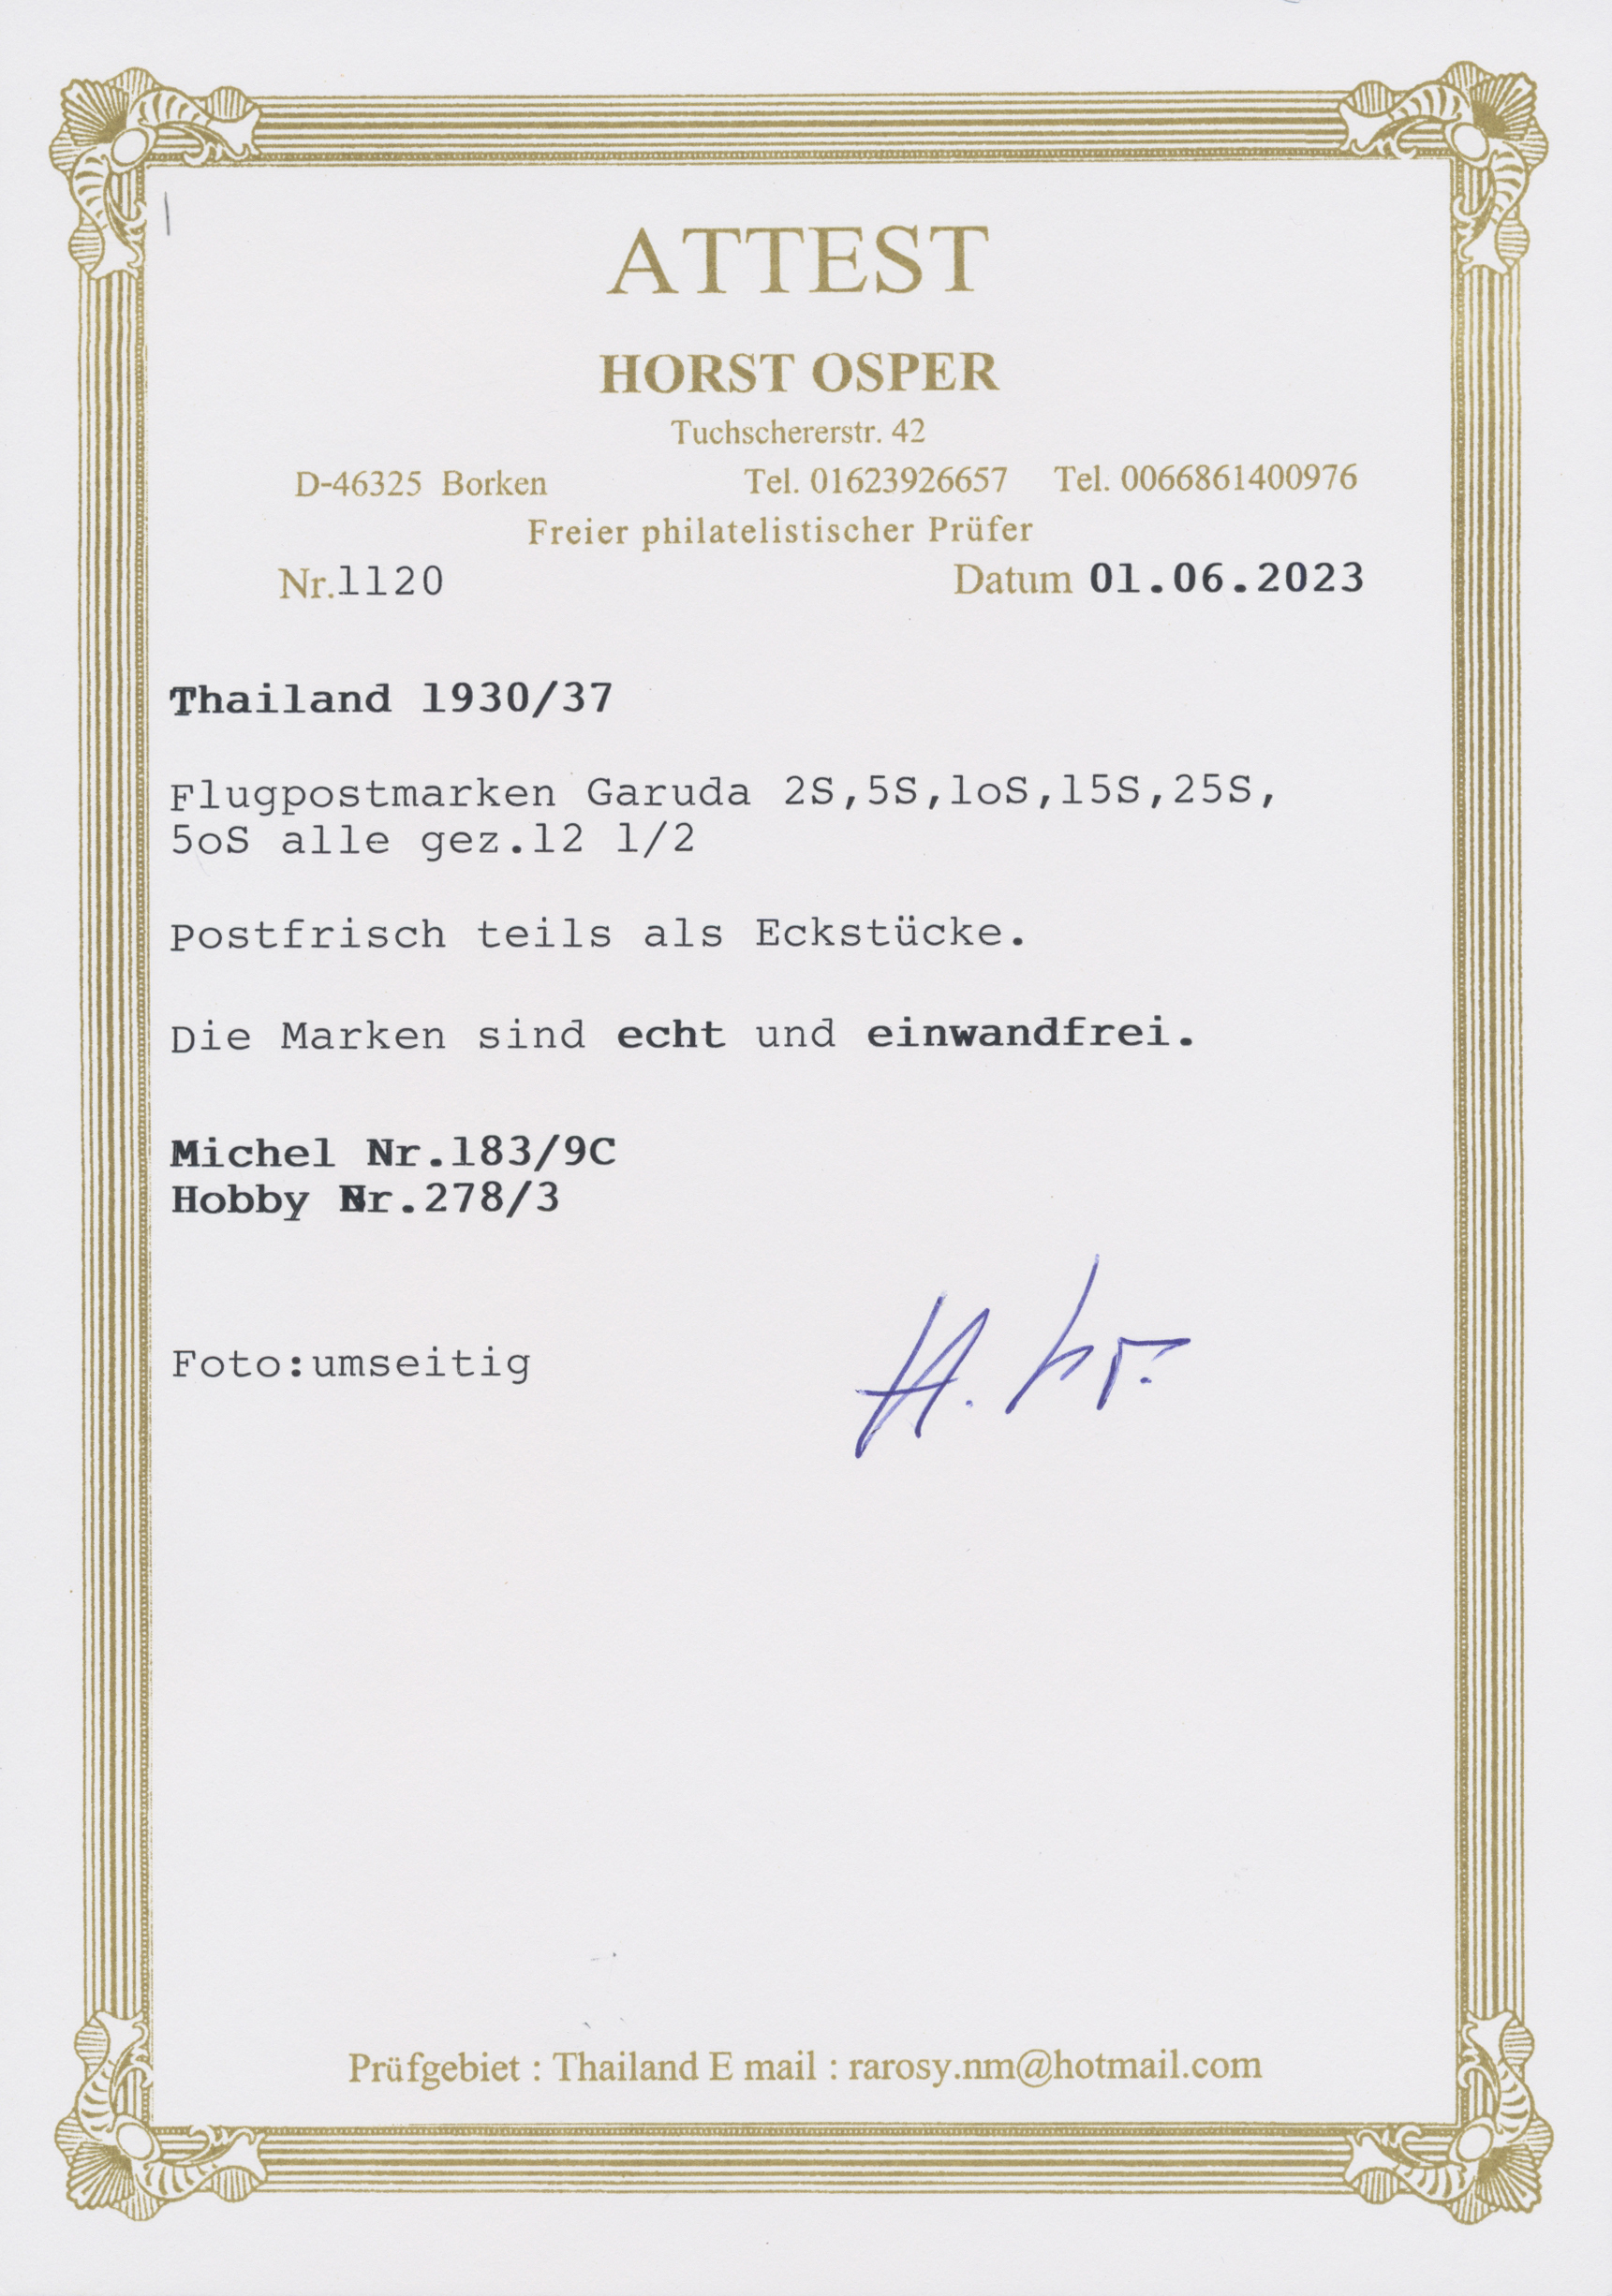 ATTEST
HORST OSPER
Tuchschererstr. 42
D-46325 Borken Tel. 01623926657 Tel. 0066861400976
Freier philatelistischer Prüfer
Nr.1120 Datum 01.06.2023
Thailand 1930/37
Flugpostmarken Garuda 2S,5S,1oS,15S,25S,
5oS alle gez.12 1/2
Postfrisch teils als Eckstücke.
Die Marken sind echt und einwandfrei.
Michel Nr.183/9C
Hobby Nr.278/3
Foto:umseitig
Prüfgebiet : Thailand E mail : rarosy.nm@hotmail.com